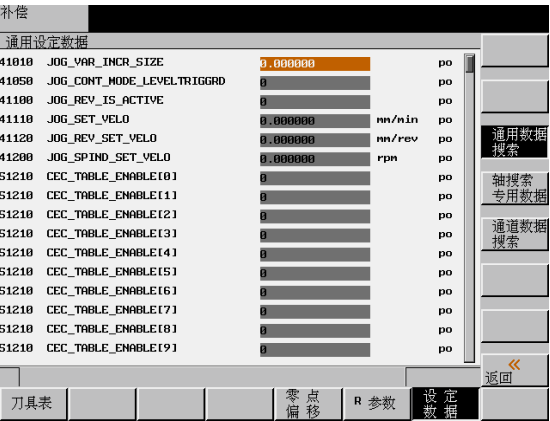 补偿
通用设定数据
41010 JOG_VAR_INCR_SIZE 0.000000 po
41050 JOG_CONT_MODE_LEVELTRIGGRD 0 po
41100 JOG_REV_IS_ACTIVE 0 po
41110 JOG_SET_VELO 0.000000 mm/min po
41120 JOG_REV_SET_VELO 0.000000 mm/rev po
41200 JOG_SPIND_SET_VELO 0.000000 rpm po
51210 CEC_TABLE_ENABLE[0] 0 po
51210 CEC_TABLE_ENABLE[1] 0 po
51210 CEC_TABLE_ENABLE[2] 0 po
51210 CEC_TABLE_ENABLE[3] 0 po
51210 CEC_TABLE_ENABLE[4] 0 po
51210 CEC_TABLE_ENABLE[5] 0 po
51210 CEC_TABLE_ENABLE[6] 0 po
51210 CEC_TABLE_ENABLE[7] 0 po
51210 CEC_TABLE_ENABLE[8] 0 po
51210 CEC_TABLE_ENABLE[9] 0 po
通用数据
搜索
轴搜索
专用数据
通道数据
搜索
«
返回
刀具表
零点
偏移
R 参数
设定
数据